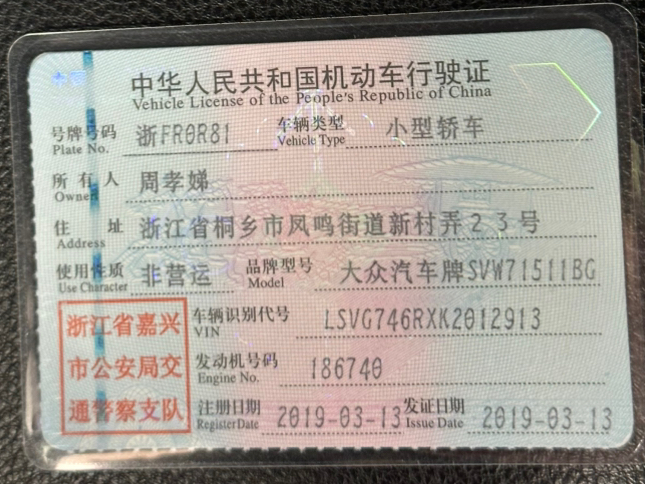 中华人民共和国机动车行驶证
Vehicle License of the People's Republic of China
号牌号码 浙FR0R81 车辆类型 小型轿车
Plate No. Vehicle Type
所有人 周孝娣
Owner
住址 浙江省桐乡市凤鸣街道新村弄23号
Address
使用性质 非营运 品牌型号 大众汽车牌SVW71511BG
Use Character Model
浙江省嘉兴
市公安局交
通警察支队
车辆识别代号 LSVG746RXK2012913
VIN
发动机号码 186740
Engine No.
注册日期 2019-03-13 发证日期 2019-03-13
Register Date Issue Date